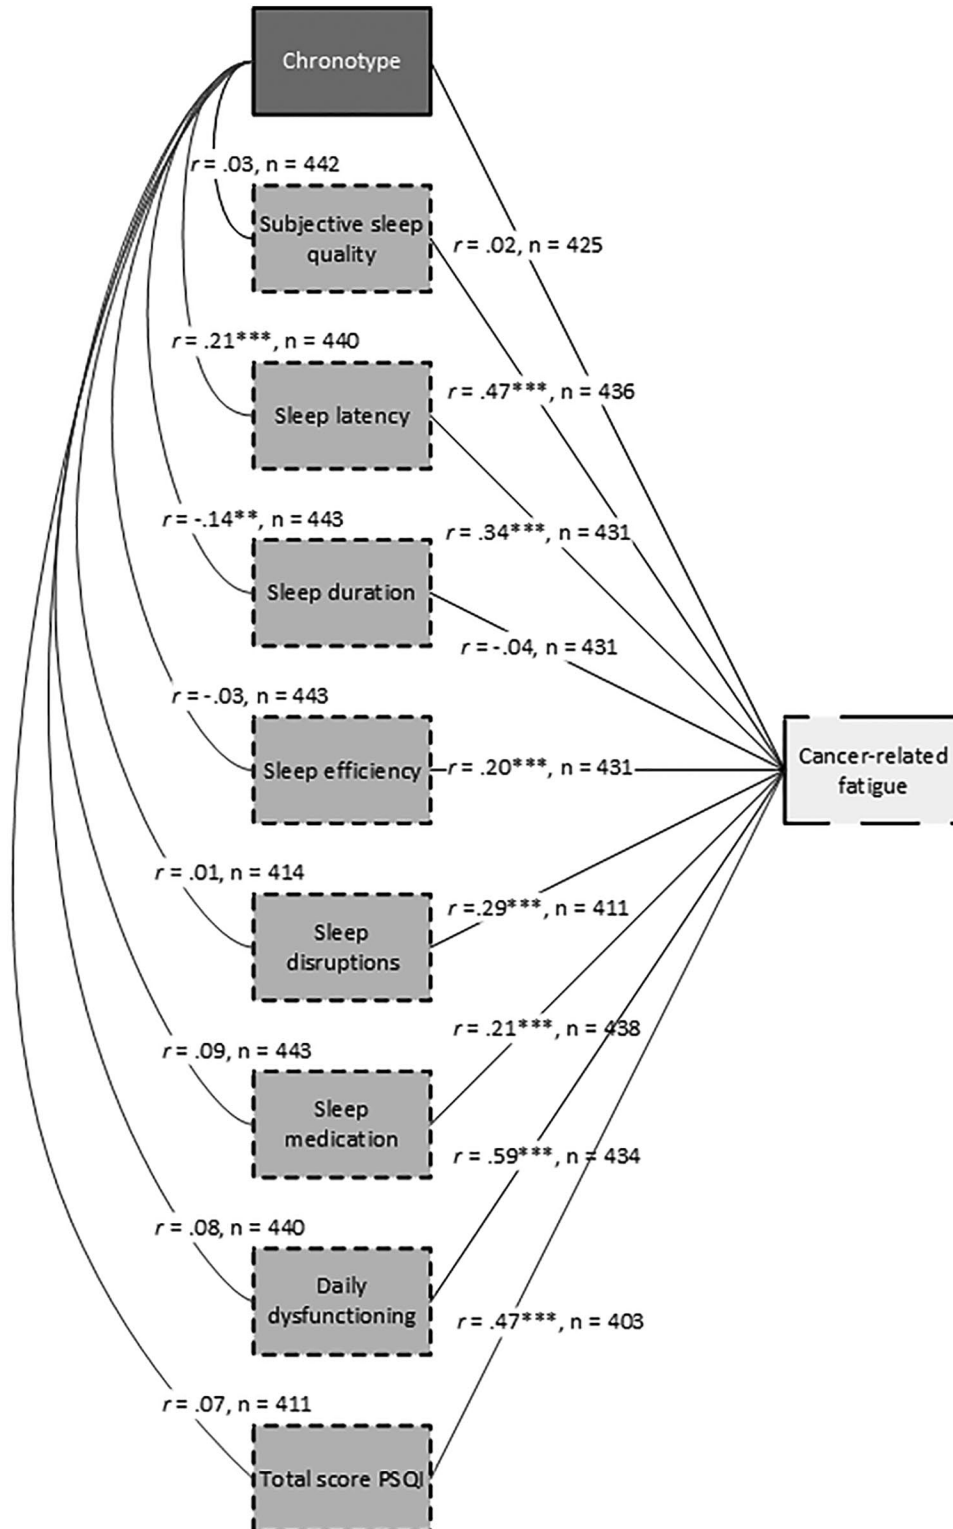 Chronotype
r = .03, n = 442
Subjective sleep
quality
r = .02, n = 425
r = .21***, n = 440
Sleep latency
r = .47***, n = 436
r = -.14**, n = 443
Sleep duration
r = .34***, n = 431
r = -.04, n = 431
r = -.03, n = 443
Sleep efficiency
r = .20***, n = 431
Cancer-related
fatigue
r = .01, n = 414
Sleep
disruptions
r =.29***, n = 411
r = .09, n = 443
Sleep
medication
r = .21***, n = 438
r = .59***, n = 434
r = .08, n = 440
Daily
dysfunctioning
r = .47***, n = 403
r = .07, n = 411
Total score PSQI